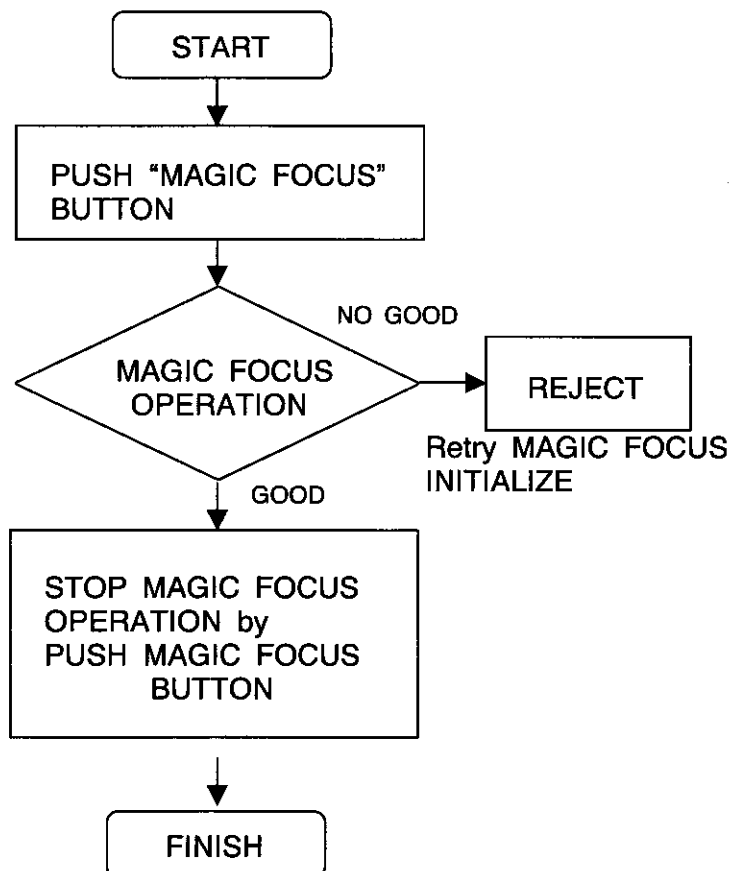 START
PUSH “MAGIC FOCUS”
BUTTON
NO GOOD
MAGIC FOCUS
OPERATION
REJECT
Retry MAGIC FOCUS
INITIALIZE
GOOD
STOP MAGIC FOCUS
OPERATION by
PUSH MAGIC FOCUS
BUTTON
FINISH